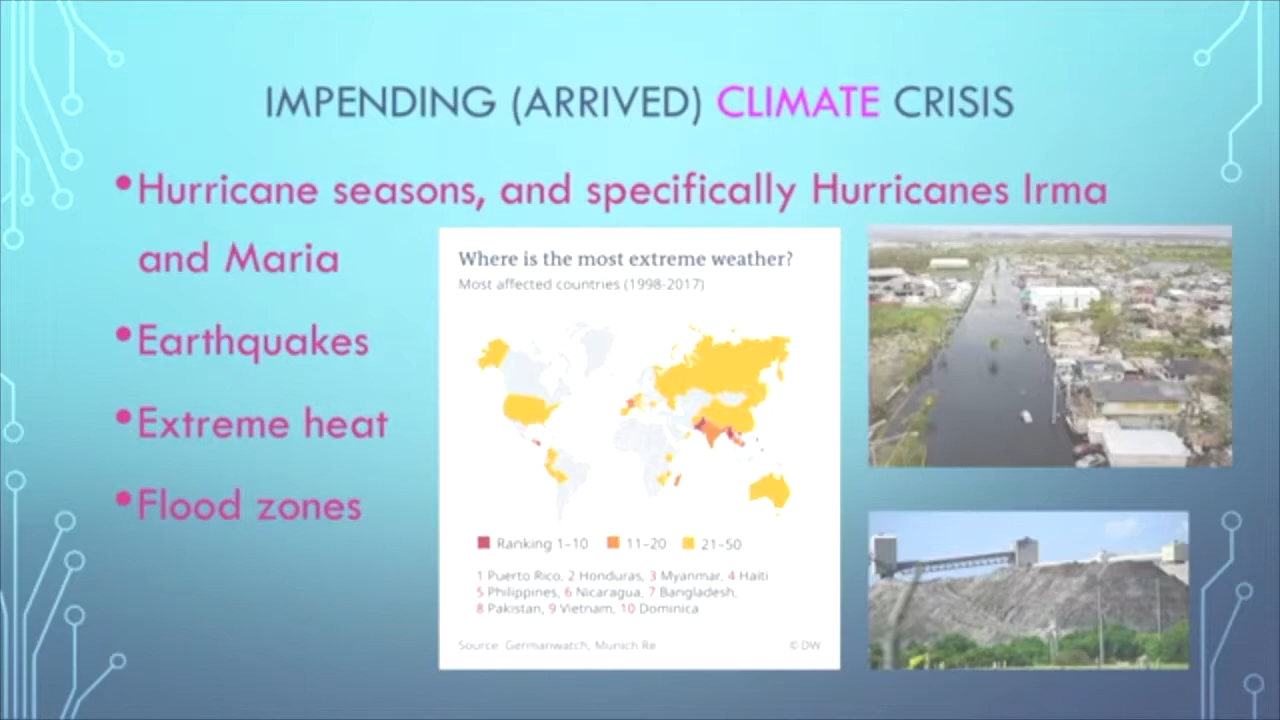 IMPENDING (ARRIVED) CLIMATE CRISIS
•Hurricane seasons, and specifically Hurricanes Irma
and Maria
•Earthquakes
•Extreme heat
•Flood zones
Where is the most extreme weather?
Most affected countries (1998-2017)
Ranking 1–10 11–20 21–50
1 Puerto Rico, 2 Honduras, 3 Myanmar, 4 Haiti
5 Philippines, 6 Nicaragua, 7 Bangladesh,
8 Pakistan, 9 Vietnam, 10 Dominica
Source: Germanwatch, Munich Re © DW